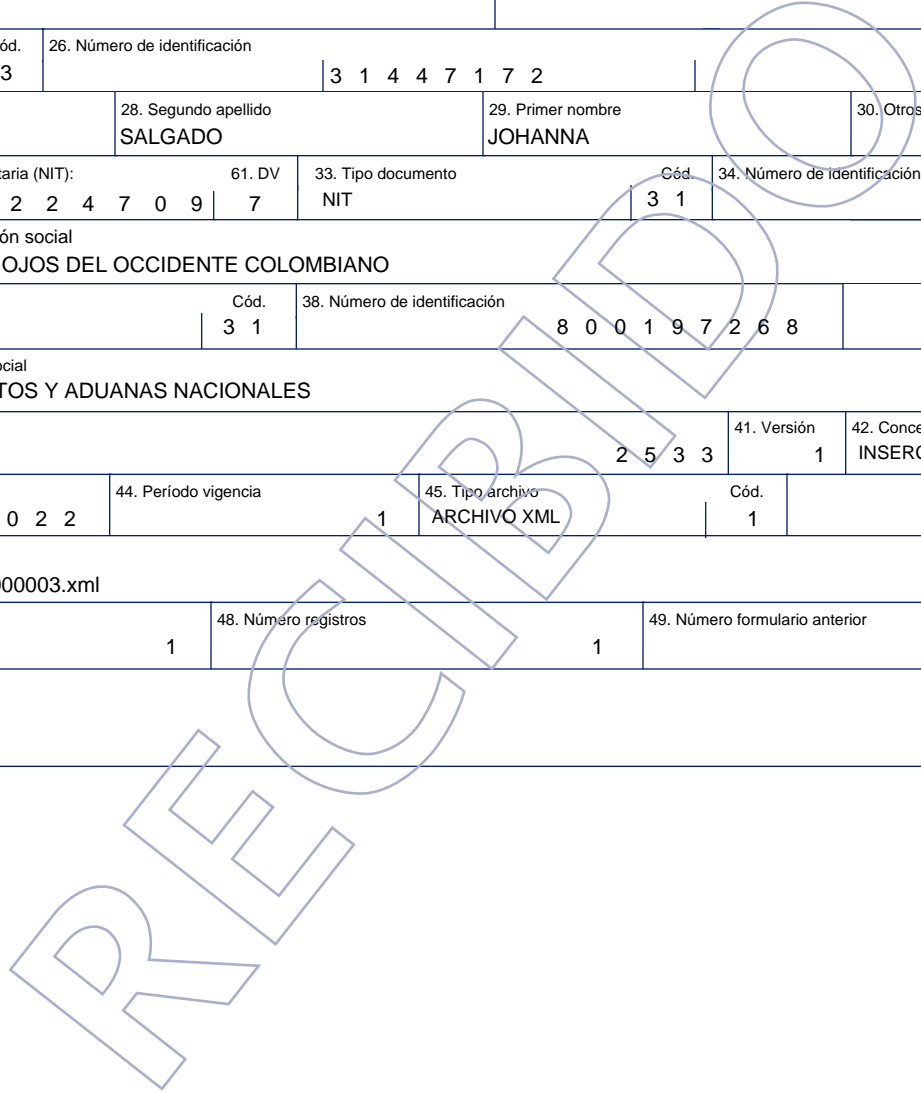 ód. 26. Número de identificación
3 3 1 4 4 7 1 7 2
28. Segundo apellido 29. Primer nombre 30. Otros
SALGADO JOHANNA
taria (NIT): 61. DV 33. Tipo documento Cód. 34. Número de identificación
2 2 4 7 0 9 7 NIT 3 1
ón social
OJOS DEL OCCIDENTE COLOMBIANO
Cód. 38. Número de identificación
3 1 8 0 0 1 9 7 2 6 8
ocial
TOS Y ADUANAS NACIONALES
41. Versión 42. Conce
2 5 3 3 1 INSERC
44. Período vigencia 45. Tipo archivo Cód.
0 2 2 1 ARCHIVO XML 1
000003.xml
48. Número registros 49. Número formulario anterior
1 1
RECIBIDO